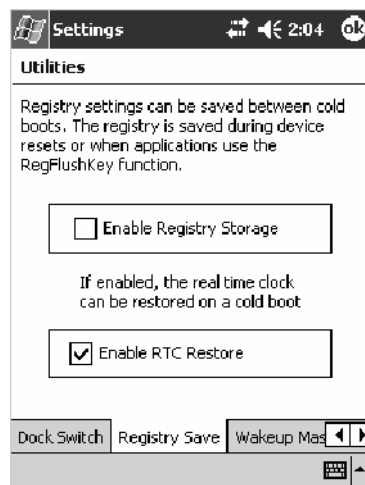 Settings 2:04 ok
Utilities
Registry settings can be saved between cold
boots. The registry is saved during device
resets or when applications use the
RegFlushKey function.
Enable Registry Storage
If enabled, the real time clock
can be restored on a cold boot
Enable RTC Restore
Dock Switch Registry Save Wakeup Mas